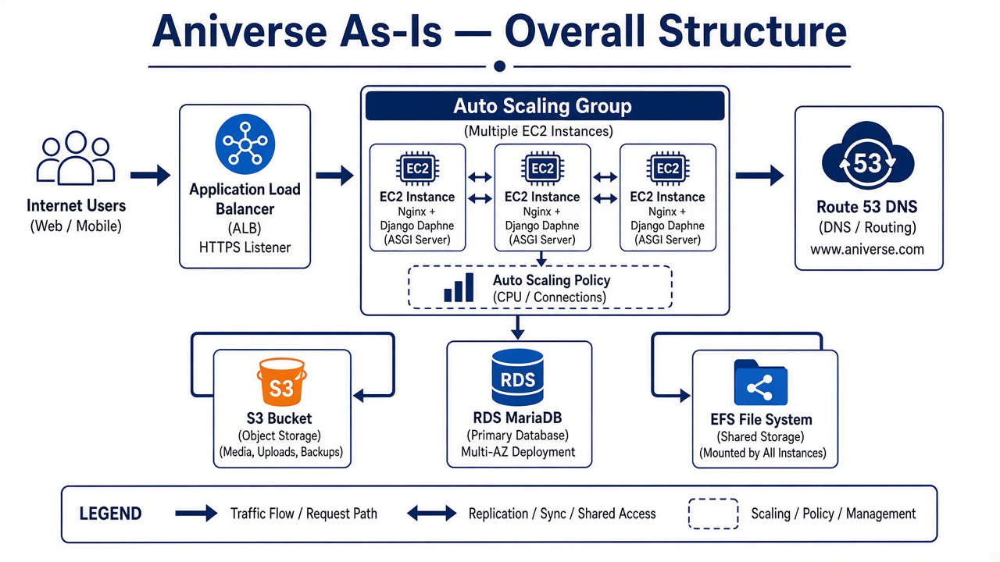 Aniverse As-Is — Overall Structure
Internet Users
(Web / Mobile)
Application Load
Balancer
(ALB)
HTTPS Listener
Auto Scaling Group
(Multiple EC2 Instances)
EC2
EC2 Instance
Nginx +
Django Daphne
(ASGI Server)
EC2
EC2 Instance
Nginx +
Django Daphne
(ASGI Server)
EC2
EC2 Instance
Nginx +
Django Daphne
(ASGI Server)
Auto Scaling Policy
(CPU / Connections)
53
Route 53 DNS
(DNS / Routing)
www.aniverse.com
S3
S3 Bucket
(Object Storage)
(Media, Uploads, Backups)
RDS
RDS MariaDB
(Primary Database)
Multi-AZ Deployment
EFS File System
(Shared Storage)
(Mounted by All Instances)
LEGEND
Traffic Flow / Request Path
Replication / Sync / Shared Access
Scaling / Policy / Management